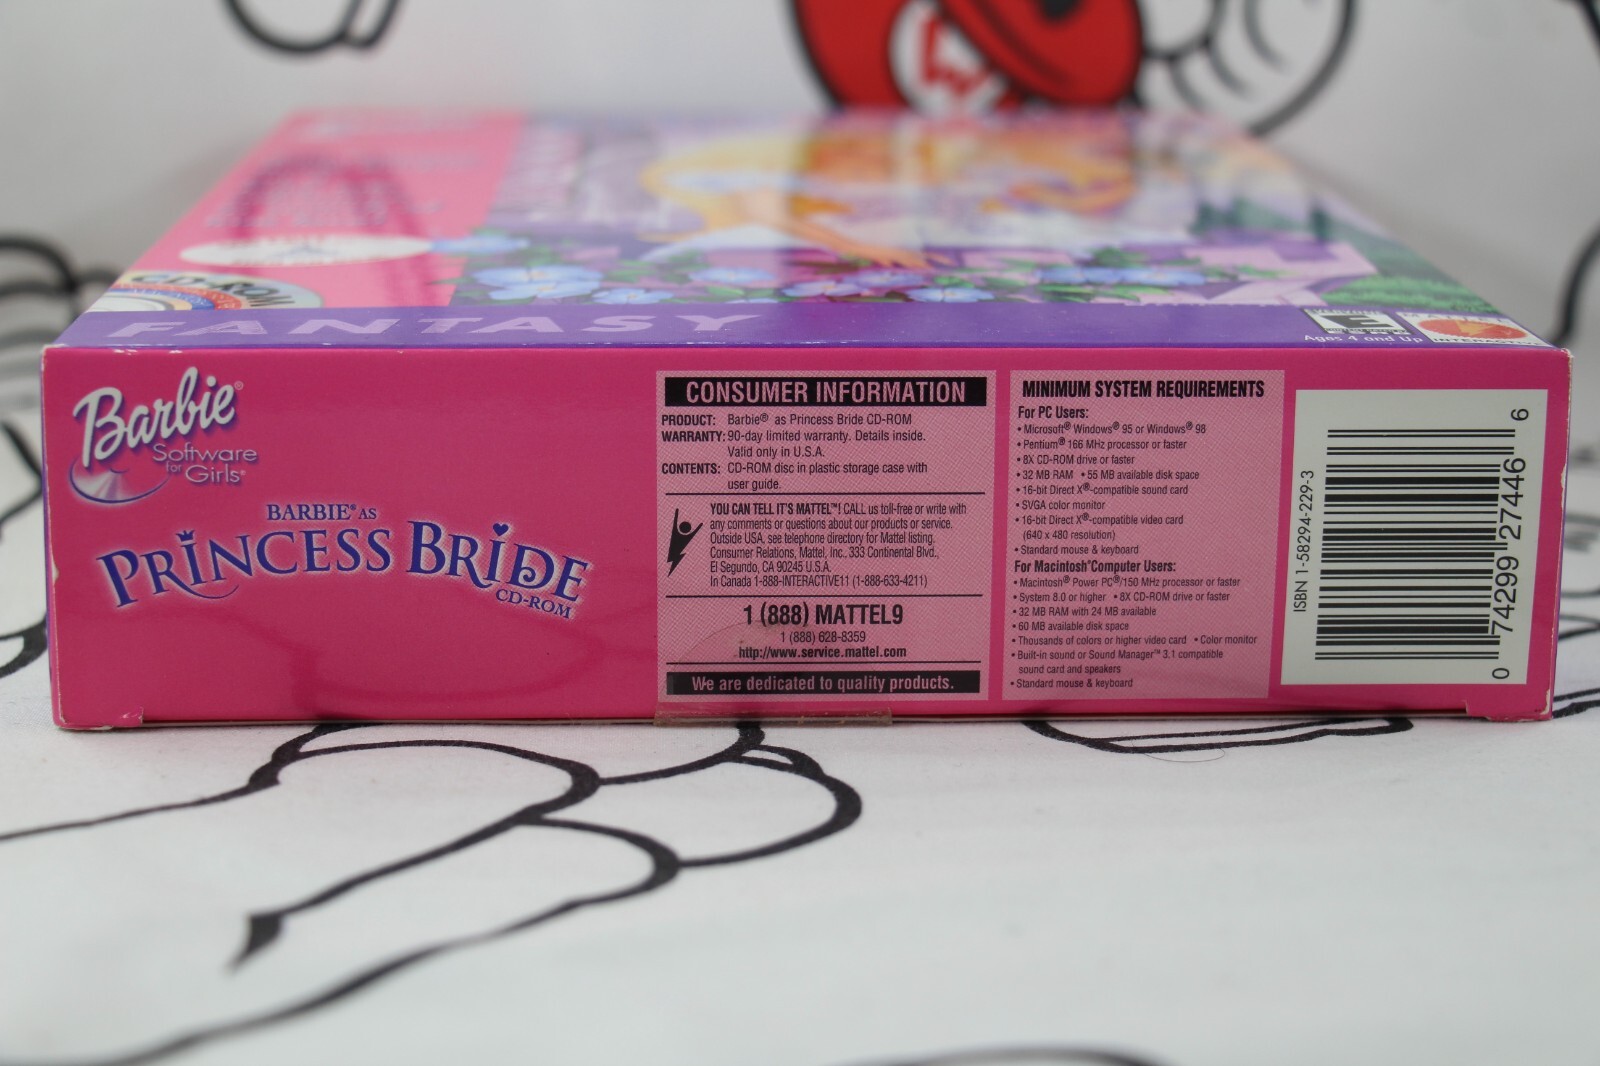 CD-ROM
FANTASY
E
Ages 4 and Up
Barbie®
Software
for Girls®
BARBIE® AS
PRINCESS BRIDE
CD-ROM
CONSUMER INFORMATION
PRODUCT: Barbie® as Princess Bride CD-ROM
WARRANTY: 90-day limited warranty. Details inside.
Valid only in U.S.A.
CONTENTS: CD-ROM disc in plastic storage case with
user guide.
YOU CAN TELL IT'S MATTEL™! CALL us toll-free or write with
any comments or questions about our products or service.
Outside USA, see telephone directory for Mattel listing.
Consumer Relations, Mattel, Inc., 333 Continental Blvd.,
El Segundo, CA 90245 U.S.A.
In Canada 1-888-INTERACTIVE11 (1-888-633-4211)
1 (888) MATTEL9
1 (888) 628-8359
http://www.service.mattel.com
We are dedicated to quality products.
MINIMUM SYSTEM REQUIREMENTS
For PC Users:
• Microsoft® Windows® 95 or Windows® 98
• Pentium® 166 MHz processor or faster
• 8X CD-ROM drive or faster
• 32 MB RAM • 55 MB available disk space
• 16-bit Direct X®-compatible sound card
• SVGA color monitor
• 16-bit Direct X®-compatible video card
(640 x 480 resolution)
• Standard mouse & keyboard
For Macintosh® Computer Users:
• Macintosh® Power PC®/150 MHz processor or faster
• System 8.0 or higher • 8X CD-ROM drive or faster
• 32 MB RAM with 24 MB available
• 60 MB available disk space
• Thousands of colors or higher video card • Color monitor
• Built-in sound or Sound Manager™ 3.1 compatible
sound card and speakers
• Standard mouse & keyboard
ISBN 1-58294-229-3
0 74299 27446 6